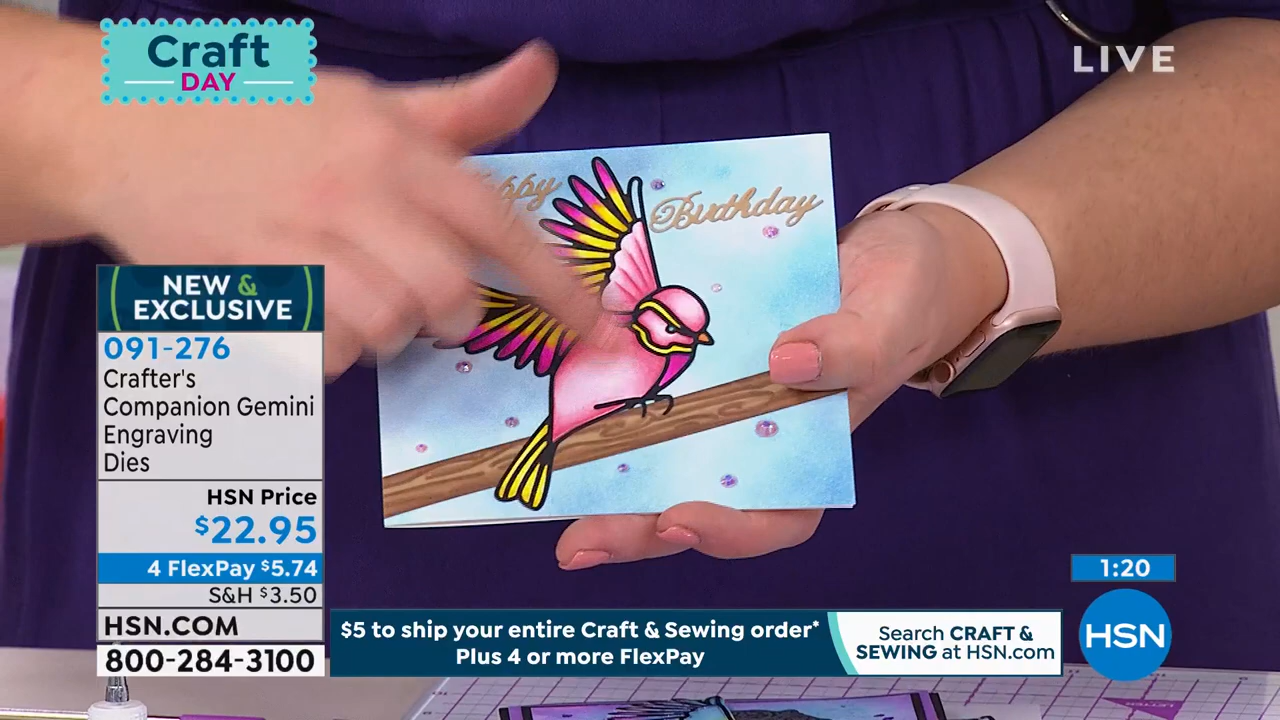 Craft
DAY
LIVE
Birthday
NEW &
EXCLUSIVE
091-276
Crafter's
Companion Gemini
Engraving
Dies
HSN Price
$22.95
4 FlexPay $5.74
S&H $3.50
HSN.COM
800-284-3100
$5 to ship your entire Craft & Sewing order*
Plus 4 or more FlexPay
Search CRAFT &
SEWING at HSN.com
1:20
HSN